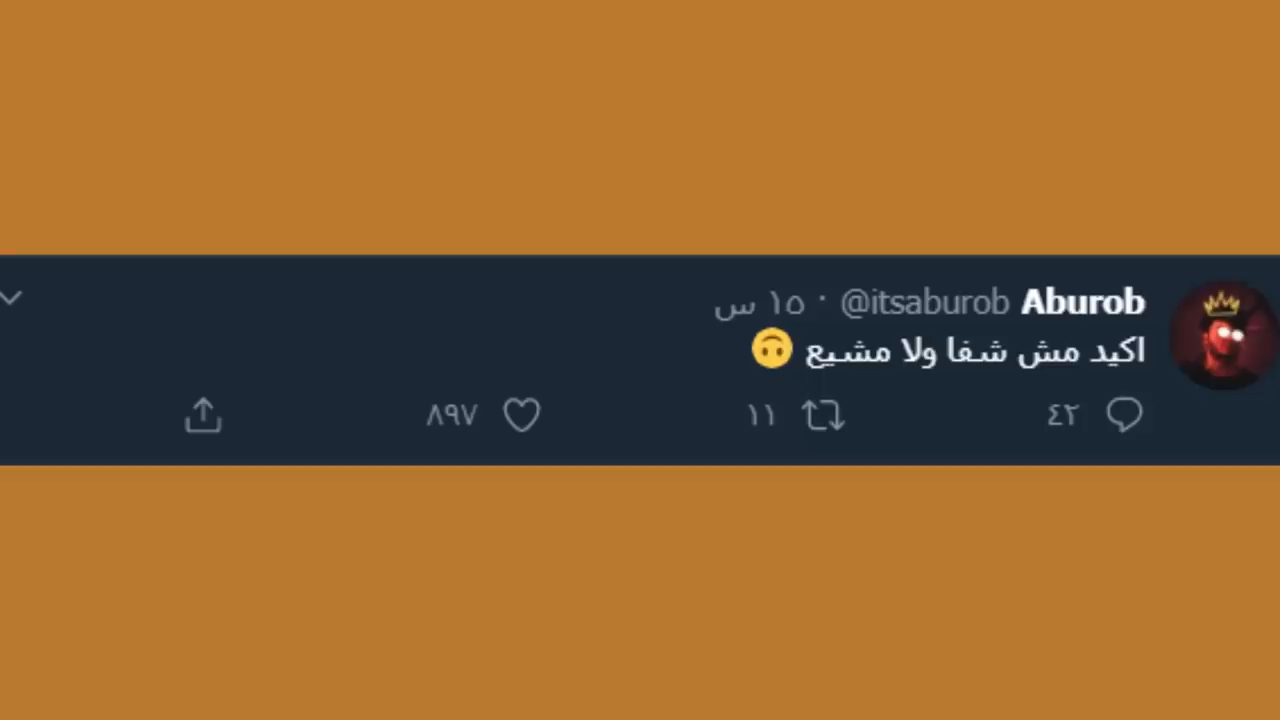 Aburob @itsaburob · ١٥ س
اكيد مش شفا ولا مشيع 🙃
٤٢ ١١ ٨٩٧